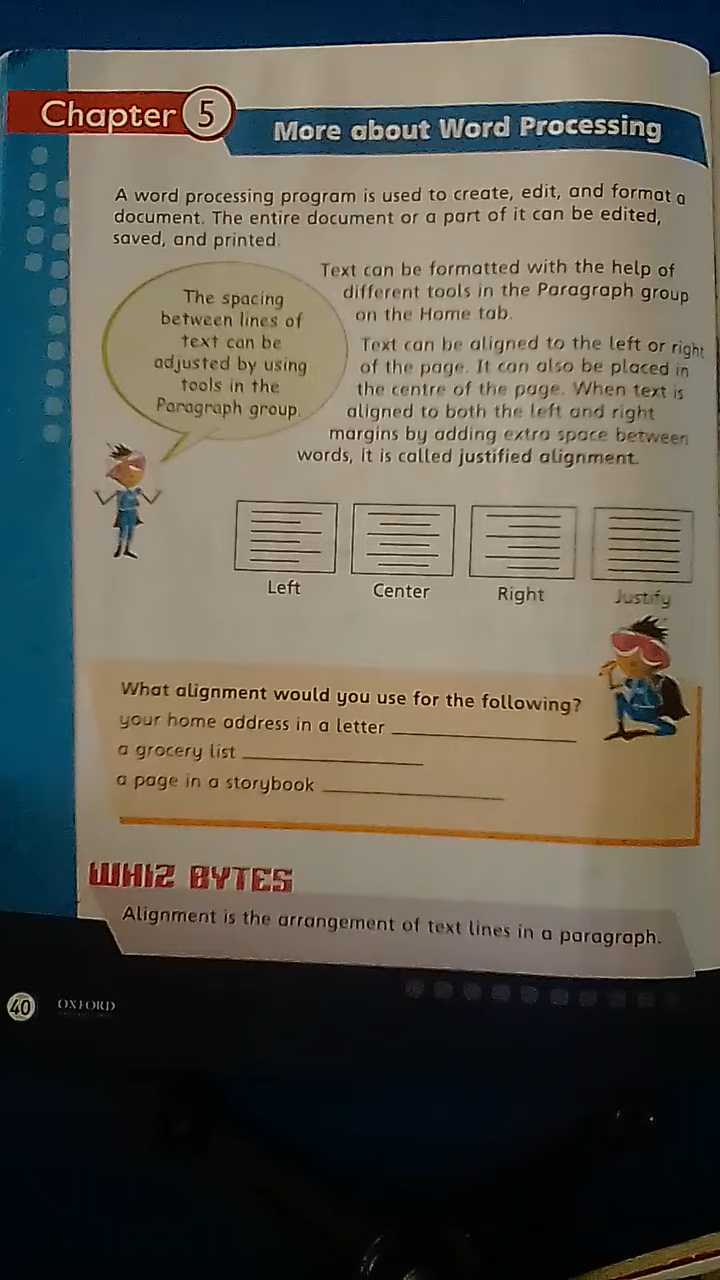 Chapter 5
More about Word Processing
A word processing program is used to create, edit, and format a
document. The entire document or a part of it can be edited,
saved, and printed.
Text can be formatted with the help of
different tools in the Paragraph group
on the Home tab.
The spacing
between lines of
text can be
adjusted by using
tools in the
Paragraph group.
Text can be aligned to the left or right
of the page. It can also be placed in
the centre of the page. When text is
aligned to both the left and right
margins by adding extra space between
words, it is called justified alignment.
Left
Center
Right
Justify
What alignment would you use for the following?
your home address in a letter
a grocery list
a page in a storybook
WHIZ BYTES
Alignment is the arrangement of text lines in a paragraph.
40
OXFORD